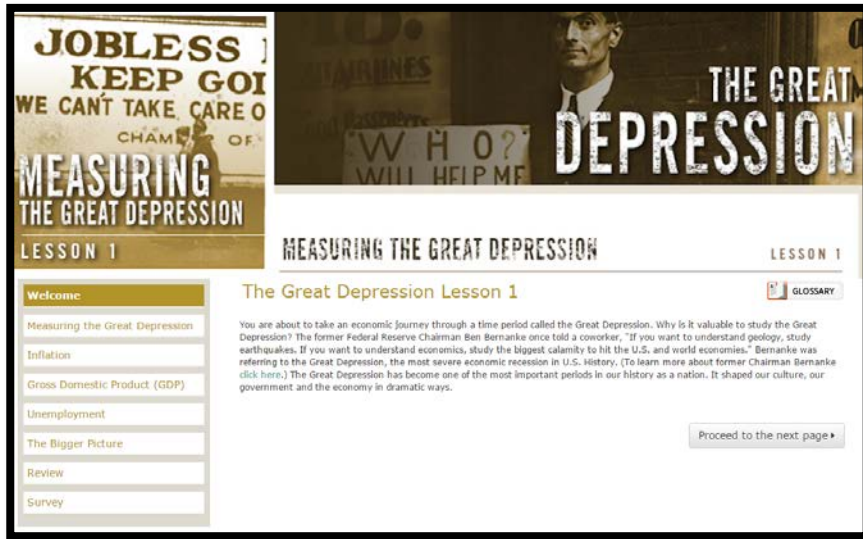 JOBLESS
KEEP GOI
WE CAN'T TAKE CARE O
CHAM OF
MEASURING
THE GREAT DEPRESSION
LESSON 1
AIRLINES
WHO?
WILL HELP ME
THE GREAT
DEPRESSION
MEASURING THE GREAT DEPRESSION
LESSON 1
Welcome
Measuring the Great Depression
Inflation
Gross Domestic Product (GDP)
Unemployment
The Bigger Picture
Review
Survey
The Great Depression Lesson 1
GLOSSARY
You are about to take an economic journey through a time period called the Great Depression. Why is it valuable to study the Great
Depression? The former Federal Reserve Chairman Ben Bernanke once told a coworker, "If you want to understand geology, study
earthquakes. If you want to understand economics, study the biggest calamity to hit the U.S. and world economies." Bernanke was
referring to the Great Depression, the most severe economic recession in U.S. History. (To learn more about former Chairman Bernanke
click here.) The Great Depression has become one of the most important periods in our history as a nation. It shaped our culture, our
government and the economy in dramatic ways.
Proceed to the next page